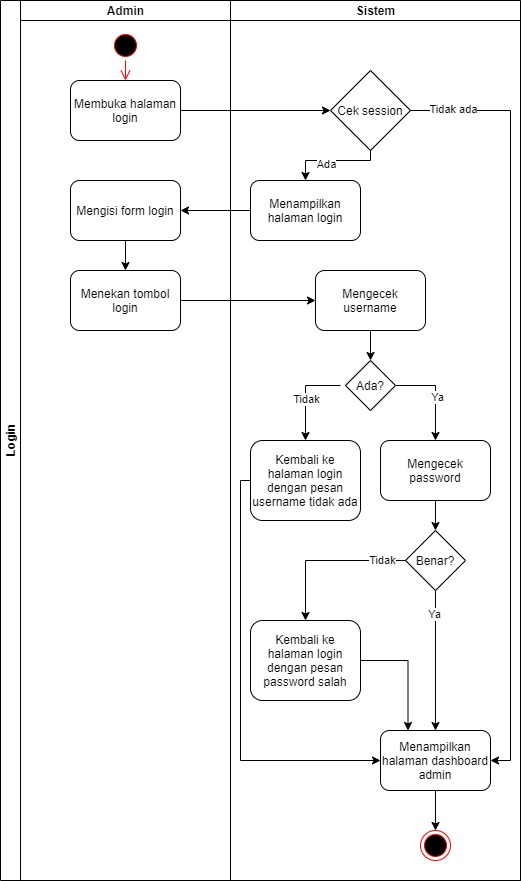 Admin
Sistem
Login
Membuka halaman
login
Cek session
Tidak ada
Ada
Menampilkan
halaman login
Mengisi form login
Menekan tombol
login
Mengecek
username
Ada?
Tidak
Ya
Kembali ke
halaman login
dengan pesan
username tidak ada
Mengecek
password
Benar?
Tidak
Ya
Kembali ke
halaman login
dengan pesan
password salah
Menampilkan
halaman dashboard
admin